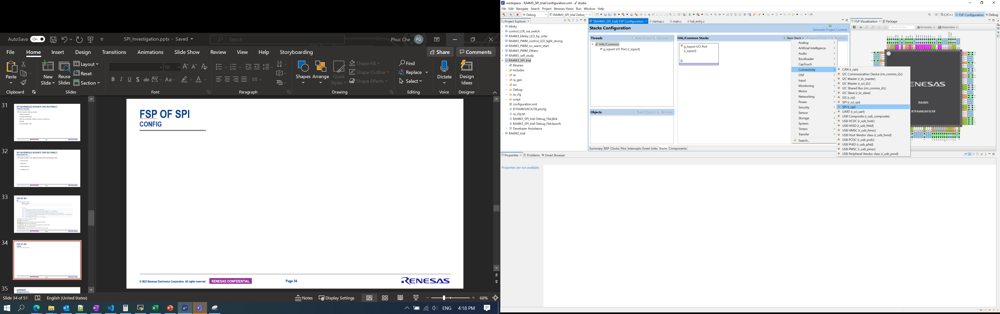 AutoSave On
SPI_Investigation.pptx - Saved
Search
Phuc Che PG
File Home Insert Design Transitions Animations Slide Show Review View Help Storyboarding
Share Comments
Paste
New Slide
Reuse Slides
Layout
Reset
Section
10
Shapes Arrange Quick Styles
Shape Fill
Shape Outline
Shape Effects
Find
Replace
Select
Dictate
Design Ideas
Clipboard Slides Font Paragraph Drawing Editing Voice Designer
31
SPI ON RENESAS ADVANCE CHIP (RA FAMILY)
INTERRUPT SOURCES
32
SPI ON RENESAS ADVANCE CHIP (RA FAMILY)
ERROR DETECTION
33
FSP OF SPI
API
34
FSP OF SPI
CONFIG
35
APPENDIX
REFERENCE MATERIAL
FSP OF SPI
CONFIG
© 2023 Renesas Electronics Corporation. All rights reserved.
RENESAS CONFIDENTIAL
Page 34
RENESAS
Slide 34 of 51
English (United States)
Notes
Display Settings
68%
ENG
4:18 PM
workspace - RA4M3_SPI_trial/configuration.xml - e² studio
File Edit Navigate Search Project Renesas Views Run Window Help
Debug
RA4M3_SPI_trial Debug
C/C++
FSP Configuration
Debug
Project Explorer
blinky
control_LDE_via_switch
RA4M3_blinky_LED_by_cnter
RA4M3_PWM_control_LED_light_strong
RA4M3_PWM_no_warm_start
RA4M3_PWM_Others
RA4M3_self_study
RA4M3_SPI_trial
Binaries
Includes
ra
ra_gen
src
Debug
ra_cfg
script
configuration.xml
R7FA4M3AF3CFB.pincfg
ra_cfg.txt
RA4M3_SPI_trial Debug_Flat.jlink
RA4M3_SPI_trial Debug_Flat.launch
Developer Assistance
RA6M2_trial
*[RA4M3_SPI_trial] FSP Configuration
startup.c
main.c
hal_entry.c
Stacks Configuration
Generate Project Content
Threads
New Thread Remove
HAL/Common
g_ioport I/O Port (r_ioport)
Objects
New Object > Remove
HAL/Common Stacks
New Stack > Extend Stack > Remove
g_ioport I/O Port
(r_ioport)
Analog
Artificial Intelligence
Audio
Bootloader
CapTouch
Connectivity
DSP
Input
Monitoring
Motor
Networking
Power
Security
Sensor
Storage
System
Timers
Transfer
Search...
CAN (r_can)
I2C Communication Device (rm_comms_i2c)
I2C Master (r_iic_master)
I2C Master (r_sci_i2c)
I2C Shared Bus (rm_comms_i2c)
I2C Slave (r_iic_slave)
I2S (r_ssi)
SPI (r_sci_spi)
SPI (r_spi)
UART (r_sci_uart)
USB Composite (r_usb_composite)
USB HCDC (r_usb_hcdc)
USB HHID (r_usb_hhid)
USB HMSC (r_usb_hmsc)
USB Host Vendor class (r_usb_hvnd)
USB PCDC (r_usb_pcdc)
USB PHID (r_usb_phid)
USB PMSC (r_usb_pmsc)
USB Peripheral Vendor class (r_usb_pvnd)
Summary BSP Clocks Pins Interrupts Event Links Stacks Components
FSP Visualization
Package
Type pin function
Pin Function
Module Name
ENESAS
RA4M3
R7FA4M3AF3CFB
Properties
Problems
Smart Browser
Properties are not available.